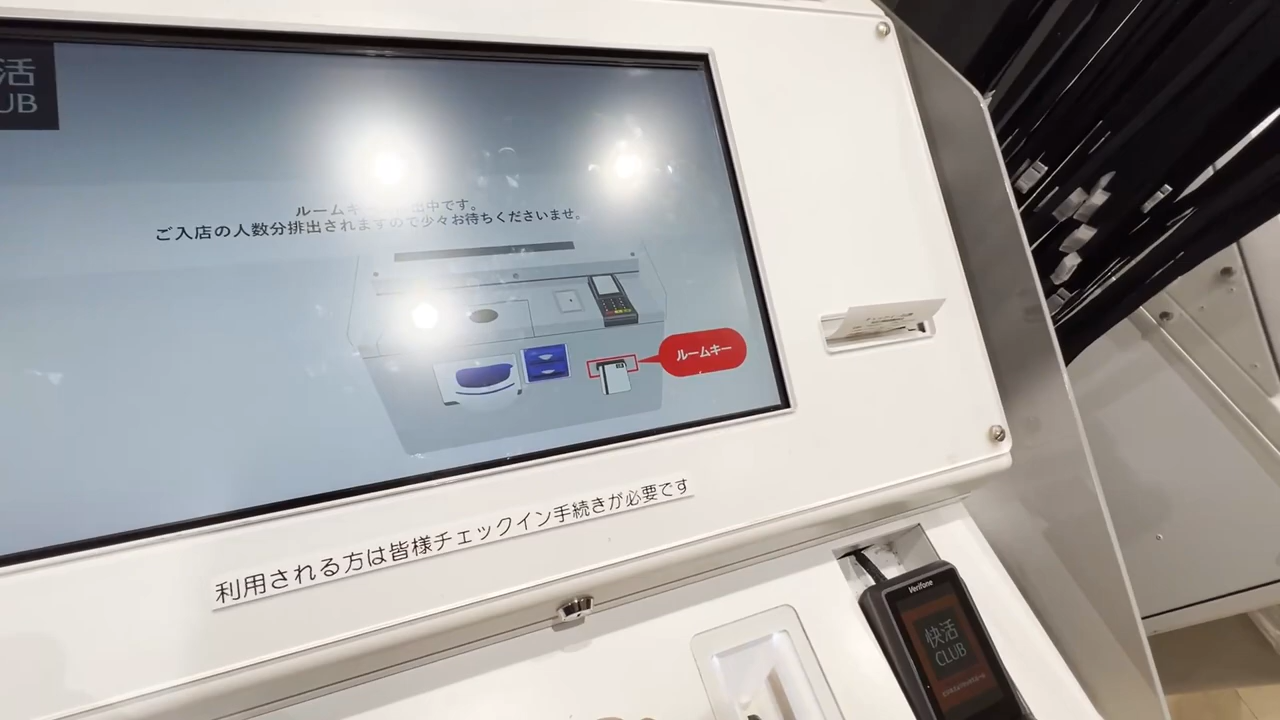 活
UB
ルームキ 出中です。
ご入店の人数分排出されますので少々お待ちくださいませ。
ルームキー
利用される方は皆様チェックイン手続きが必要です
Verifone
快活
CLUB